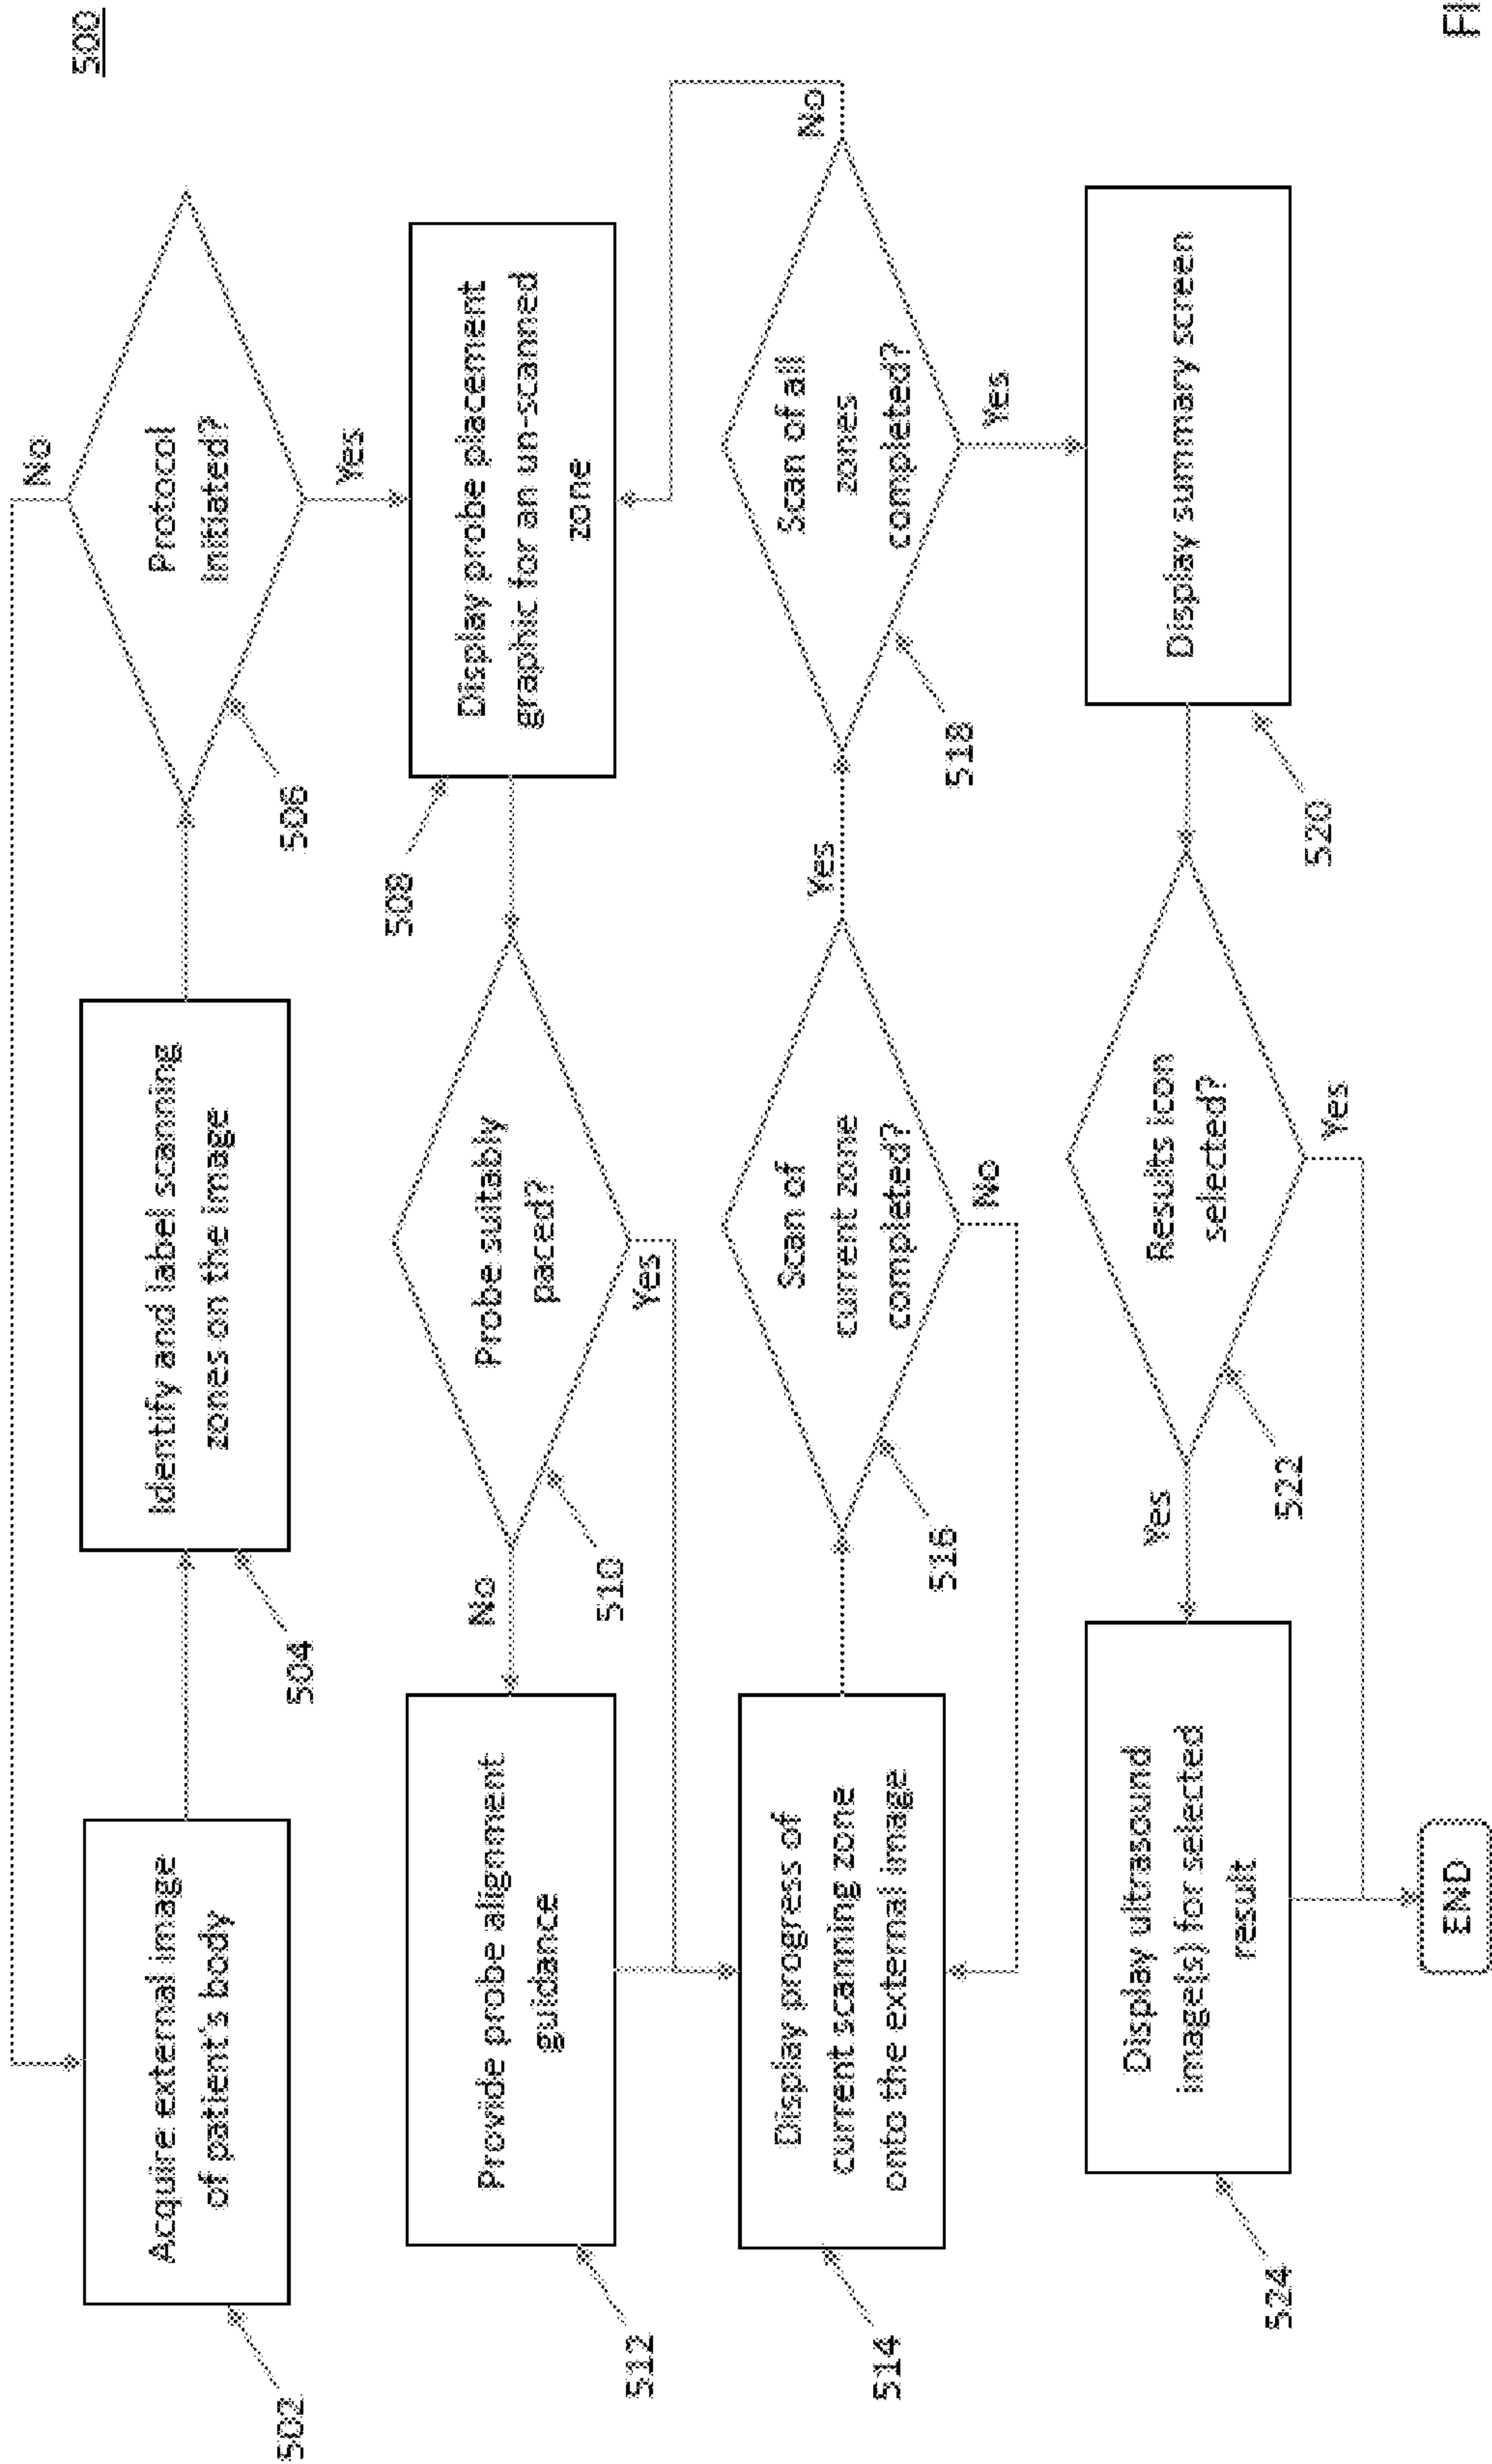 500
Acquire external image
of patient's body
502
Identify and label scanning
zones on the image
504
Protocol
initiated?
506
No
Yes
Display probe placement
graphic for an un-scanned
zone
508
Probe suitably
paced?
510
No
Yes
Provide probe alignment
guidance
512
Display progress of
current scanning zone
onto the external image
514
Scan of
current zone
completed?
516
Yes
No
Scan of all
zones
completed?
518
No
Yes
Display summary screen
520
Results icon
selected?
522
Yes
Yes
Display ultrasound
image(s) for selected
result
524
END